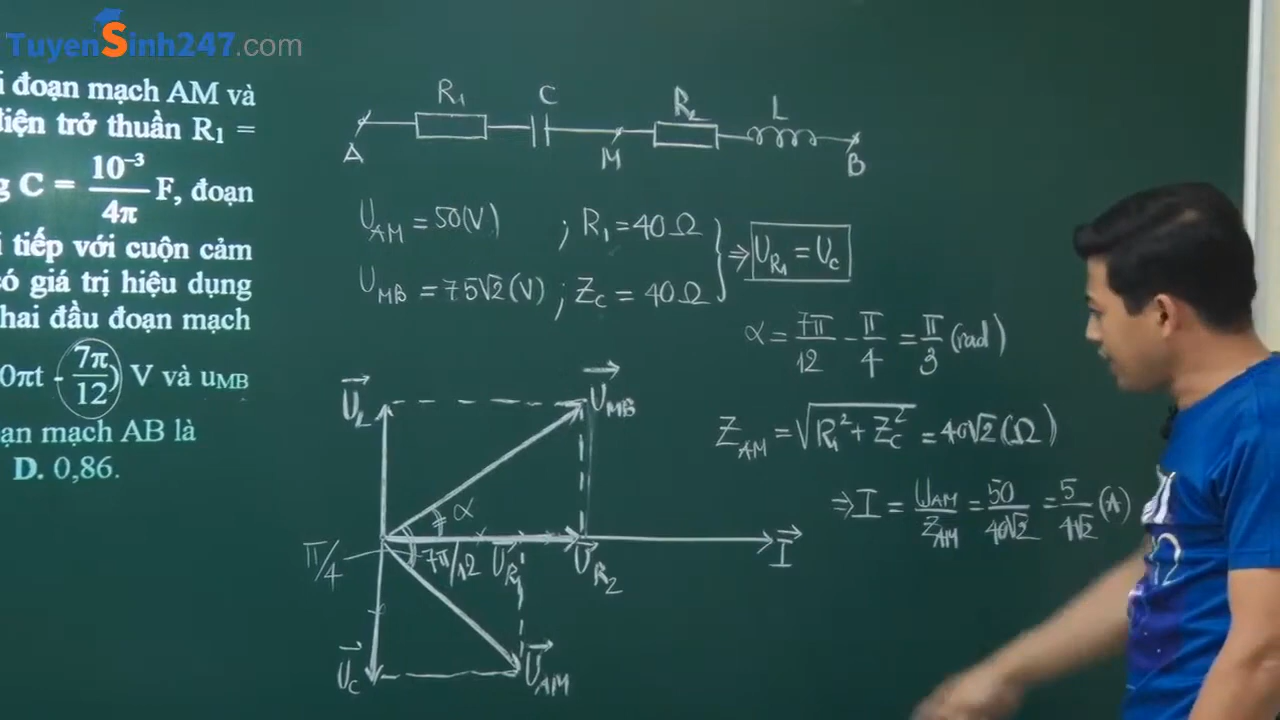 TuyenSinh247.com
i đoạn mạch AM và
điện trở thuần R₁ =
g C = 10⁻³/4π F, đoạn
i tiếp với cuộn cảm
có giá trị hiệu dụng
hai đầu đoạn mạch
0πt - 7π/12) V và uMB
ạn mạch AB là
D. 0,86.
R₁ C R₂ L
A M B
U_AM = 50(V) ; R₁ = 40Ω
U_MB = 75√2(V) ; Z_C = 40Ω } ⇒ U_R₁ = U_C
α = 7π/12 - π/4 = π/3 (rad)
Z_AM = √(R₁² + Z_C²) = 40√2(Ω)
⇒ I = U_AM/Z_AM = 50/40√2 = 5/4√2 (A)
U_L U_MB
α
π/4 7π/12 U_R₁ U_R₂ I
U_C U_AM